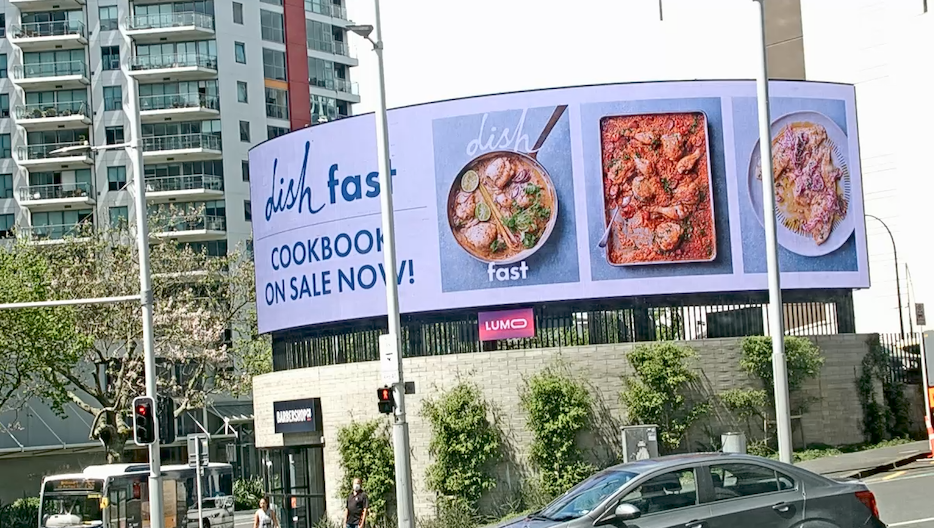 dish fast
COOKBOOK
ON SALE NOW!
dish
fast
LUMO
BARBERSHOP